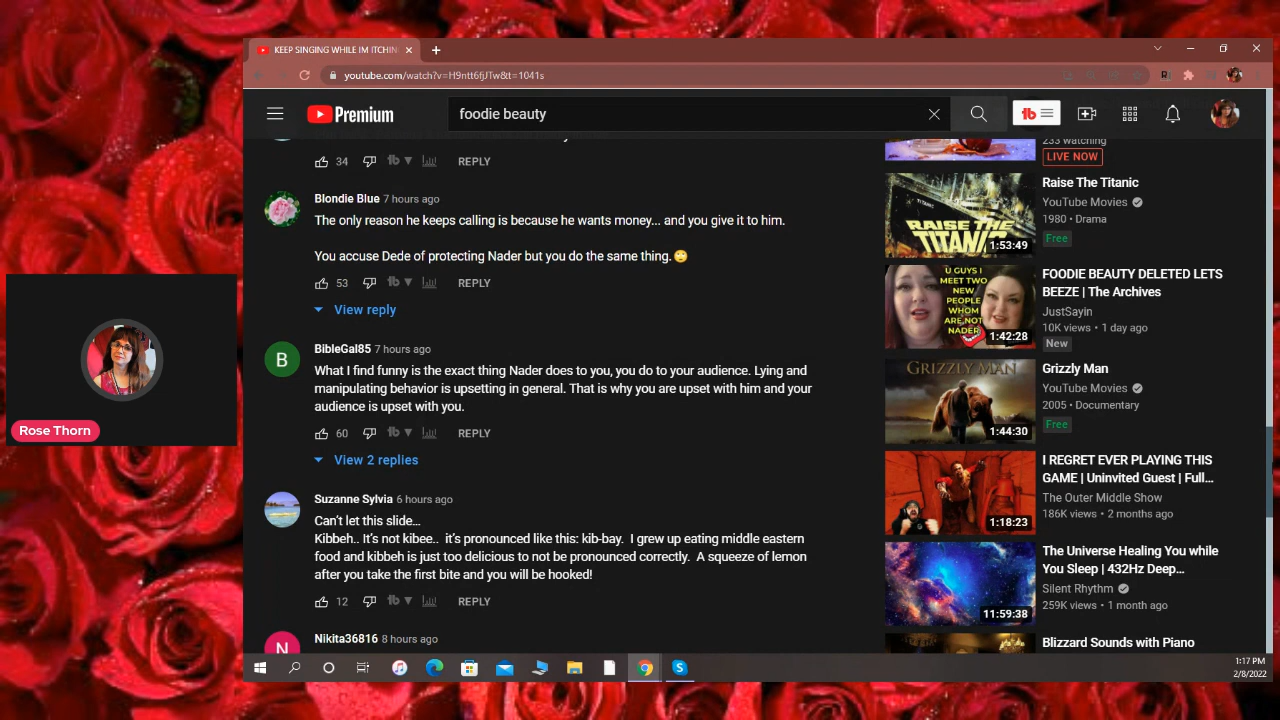 KEEP SINGING WHILE IM ITCHIN
youtube.com/watch?v=H9ntt6fjJTw&t=1041s
Premium
foodie beauty
34
REPLY
Blondie Blue 7 hours ago
The only reason he keeps calling is because he wants money... and you give it to him.
You accuse Dede of protecting Nader but you do the same thing.🙄
53
REPLY
View reply
B
BibleGal85 7 hours ago
What I find funny is the exact thing Nader does to you, you do to your audience. Lying and
manipulating behavior is upsetting in general. That is why you are upset with him and your
audience is upset with you.
60
REPLY
View 2 replies
Suzanne Sylvia 6 hours ago
Can't let this slide...
Kibbeh.. It's not kibee.. it's pronounced like this: kib-bay. I grew up eating middle eastern
food and kibbeh is just too delicious to not be pronounced correctly. A squeeze of lemon
after you take the first bite and you will be hooked!
12
REPLY
N
Nikita36816 8 hours ago
233 watching
LIVE NOW
RAISE THE
TITANIC
1:53:49
Raise The Titanic
YouTube Movies
1980 • Drama
Free
U GUYS I
MEET TWO
NEW
PEOPLE
WHOM
ARE NOT
NADER
1:42:28
FOODIE BEAUTY DELETED LETS
BEEZE | The Archives
JustSayin
10K views • 1 day ago
New
GRIZZLY MAN
1:44:30
Grizzly Man
YouTube Movies
2005 • Documentary
Free
1:18:23
I REGRET EVER PLAYING THIS
GAME | Uninvited Guest | Full...
The Outer Middle Show
186K views • 2 months ago
11:59:38
The Universe Healing You while
You Sleep | 432Hz Deep...
Silent Rhythm
259K views • 1 month ago
Blizzard Sounds with Piano
Rose Thorn
1:17 PM
2/8/2022